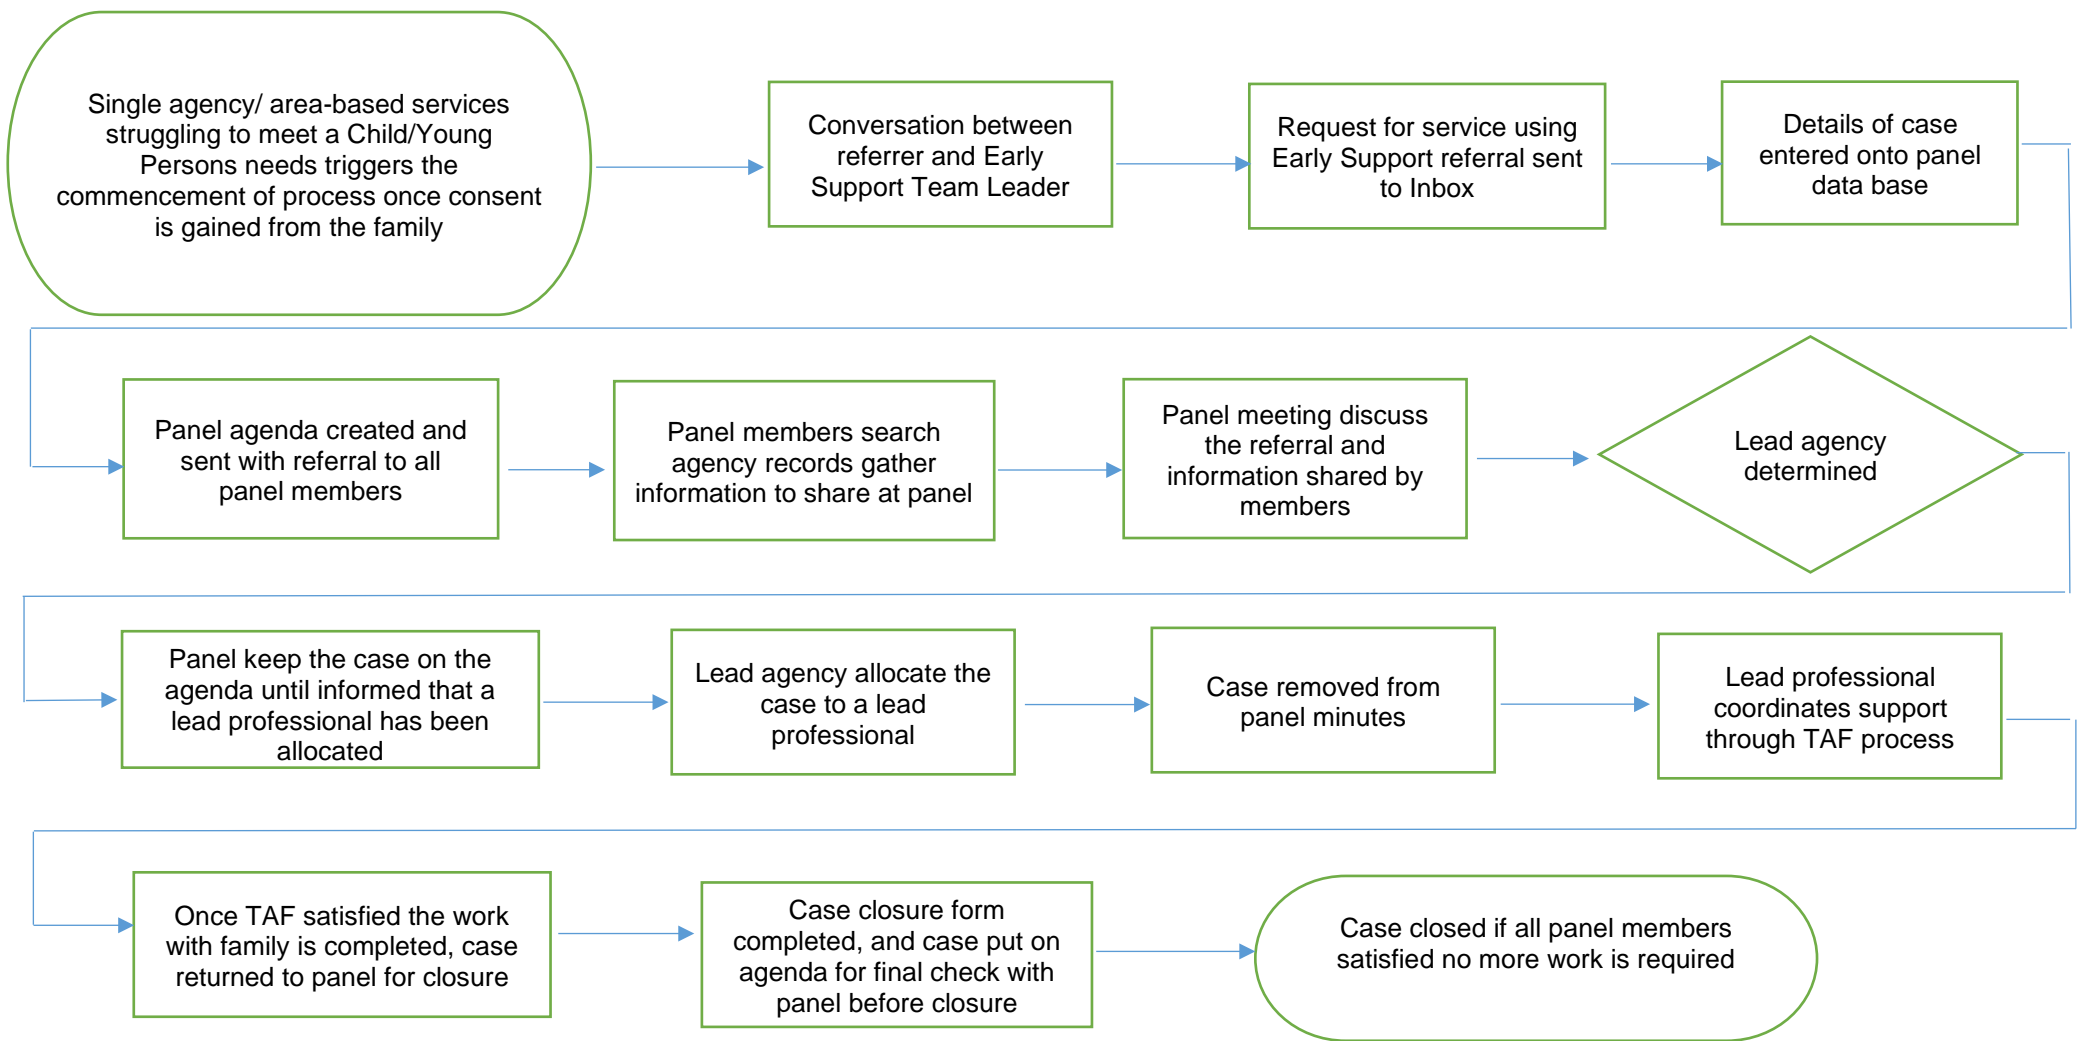 Single agency/ area-based services
struggling to meet a Child/Young
Persons needs triggers the
commencement of process once consent
is gained from the family
Conversation between
referrer and Early
Support Team Leader
Request for service using
Early Support referral sent
to Inbox
Details of case
entered onto panel
data base
Panel agenda created and
sent with referral to all
panel members
Panel members search
agency records gather
information to share at panel
Panel meeting discuss
the referral and
information shared by
members
Lead agency
determined
Panel keep the case on the
agenda until informed that a
lead professional has been
allocated
Lead agency allocate the
case to a lead
professional
Case removed from
panel minutes
Lead professional
coordinates support
through TAF process
Once TAF satisfied the work
with family is completed, case
returned to panel for closure
Case closure form
completed, and case put on
agenda for final check with
panel before closure
Case closed if all panel members
satisfied no more work is required